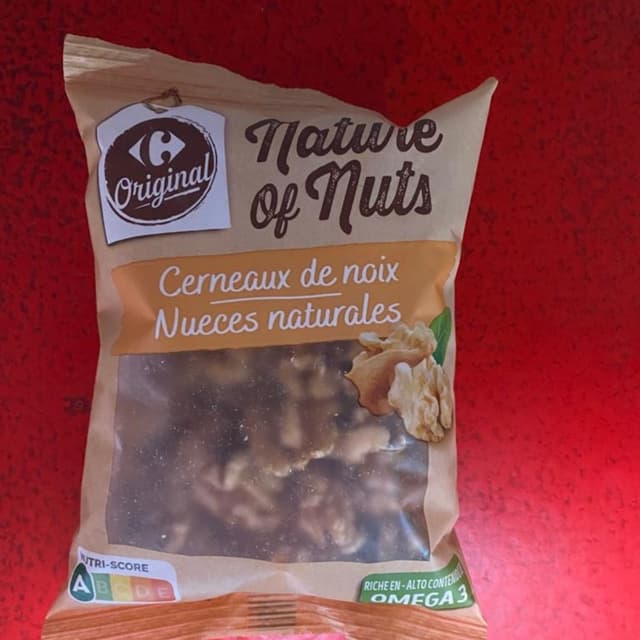 Original
Nature
of Nuts
Cerneaux de noix
Nueces naturales
NUTRI-SCORE
A B C D E
RICHE EN - ALTO CONTENIDO
OMEGA 3